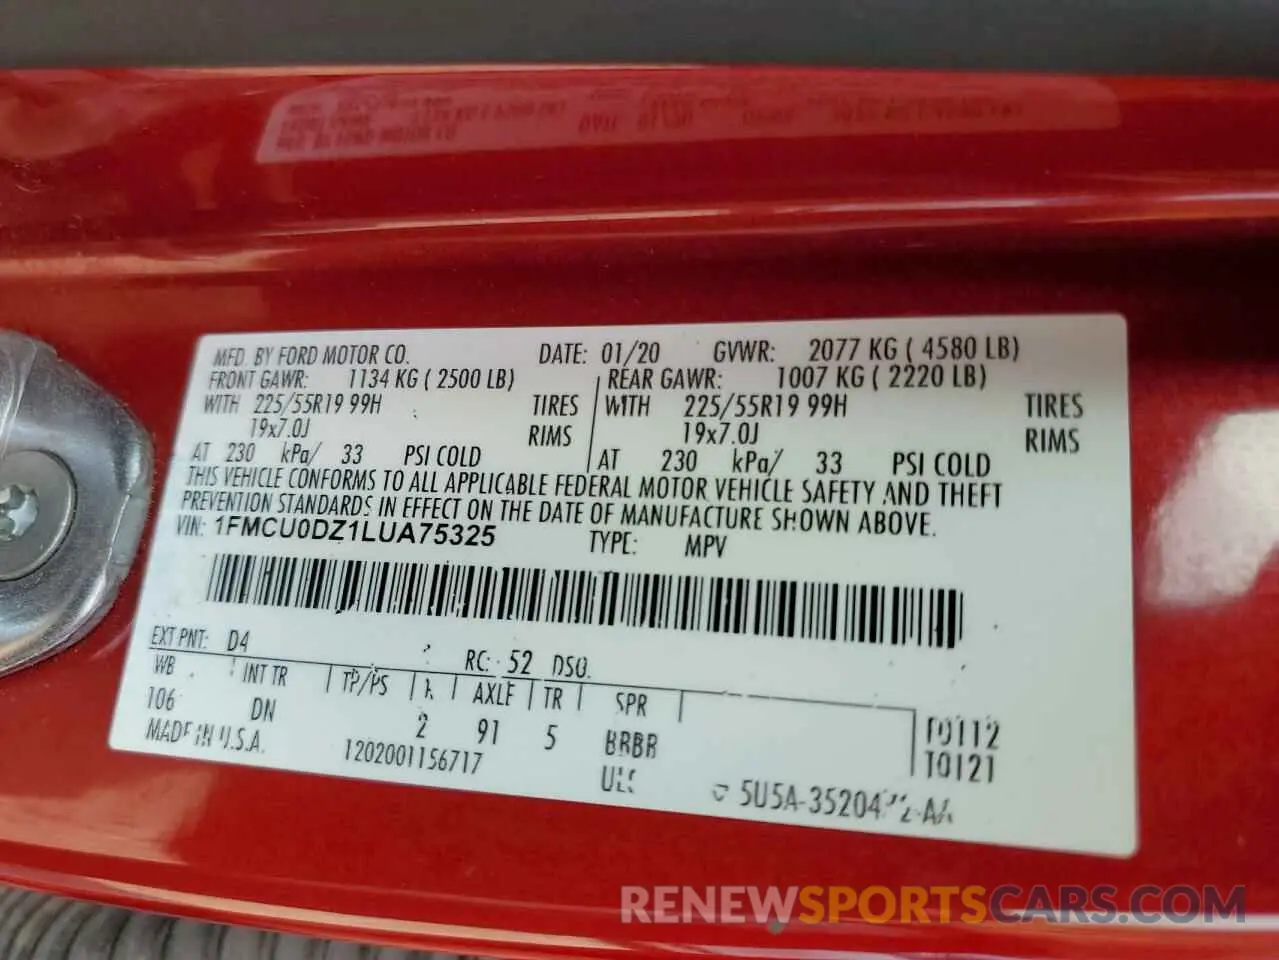 MFD. BY FORD MOTOR CO. DATE: 01/20 GVWR: 2077 KG ( 4580 LB)
FRONT GAWR: 1134 KG ( 2500 LB) REAR GAWR: 1007 KG ( 2220 LB)
WITH 225/55R19 99H TIRES WITH 225/55R19 99H TIRES
19x7.0J RIMS 19x7.0J RIMS
AT 230 kPa/ 33 PSI COLD AT 230 kPa/ 33 PSI COLD
THIS VEHICLE CONFORMS TO ALL APPLICABLE FEDERAL MOTOR VEHICLE SAFETY AND THEFT
PREVENTION STANDARDS IN EFFECT ON THE DATE OF MANUFACTURE SHOWN ABOVE.
VIN: 1FMCU0DZ1LUA75325 TYPE: MPV
EXT PNT: D4 RC: 52 DSO:
WB INT TR TP/PS R AXLE TR SPR
106 DN 2 91 5 BRBR T0112
MADE IN U.S.A. 1202001156717 T0121
RENEWSPORTSCARS.COM